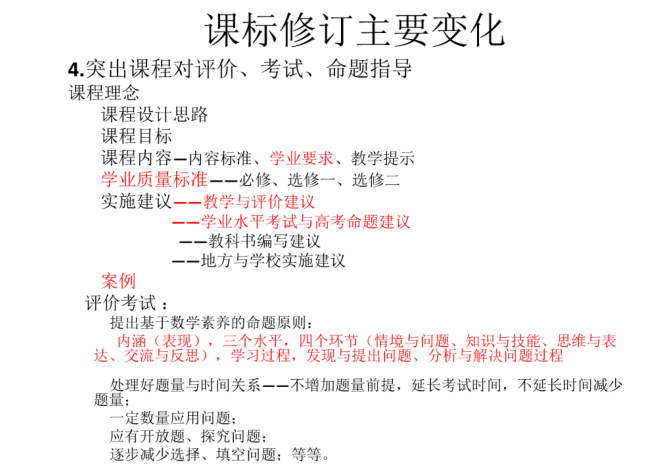 课标修订主要变化
4.突出课程对评价、考试、命题指导
课程理念
课程设计思路
课程目标
课程内容—内容标准、学业要求、教学提示
学业质量标准——必修、选修一、选修二
实施建议——教学与评价建议
——学业水平考试与高考命题建议
——教科书编写建议
——地方与学校实施建议
案例
评价考试：
提出基于数学素养的命题原则：
内涵（表现），三个水平，四个环节（情境与问题、知识与技能、思维与表
达、交流与反思），学习过程，发现与提出问题、分析与解决问题过程
处理好题量与时间关系——不增加题量前提，延长考试时间，不延长时间减少
题量；
一定数量应用问题；
应有开放题、探究问题；
逐步减少选择、填空问题；等等。